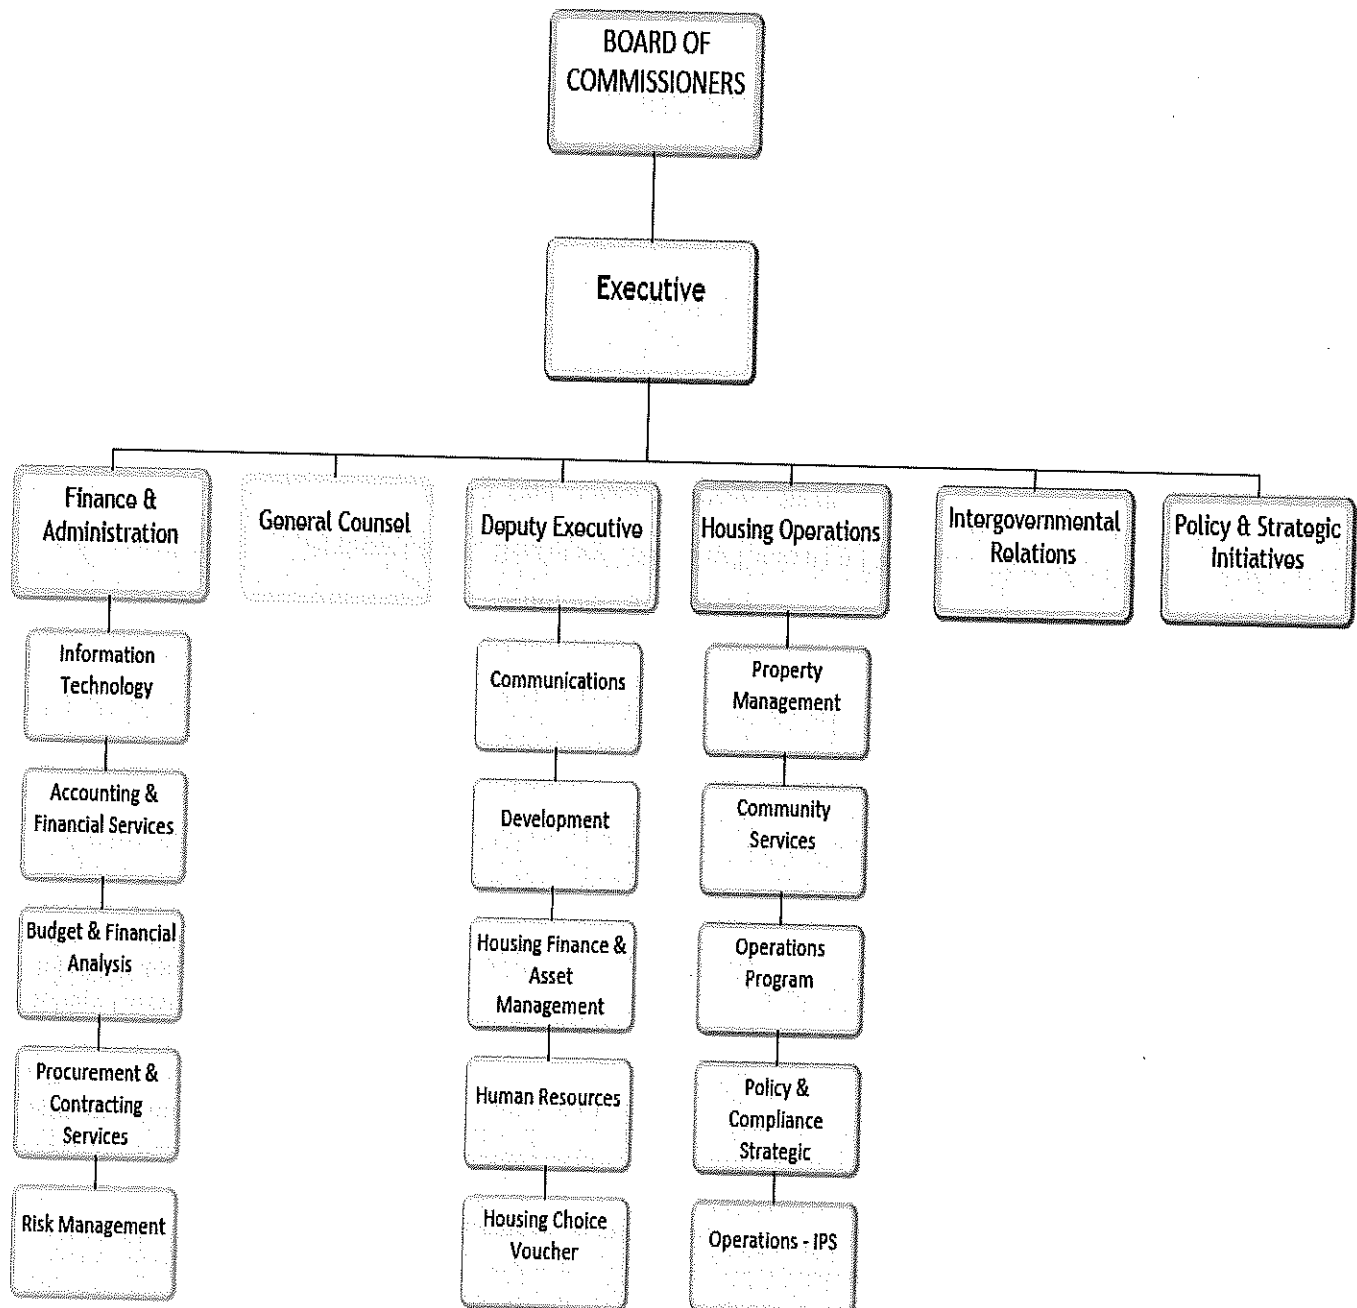 BOARD OF
COMMISSIONERS
Executive
Finance &
Administration
General Counsel
Deputy Executive
Housing Operations
Intergovernmental
Relations
Policy & Strategic
Initiatives
Information
Technology
Accounting &
Financial Services
Budget & Financial
Analysis
Procurement &
Contracting
Services
Risk Management
Communications
Development
Housing Finance &
Asset
Management
Human Resources
Housing Choice
Voucher
Property
Management
Community
Services
Operations
Program
Policy &
Compliance
Strategic
Operations - IPS